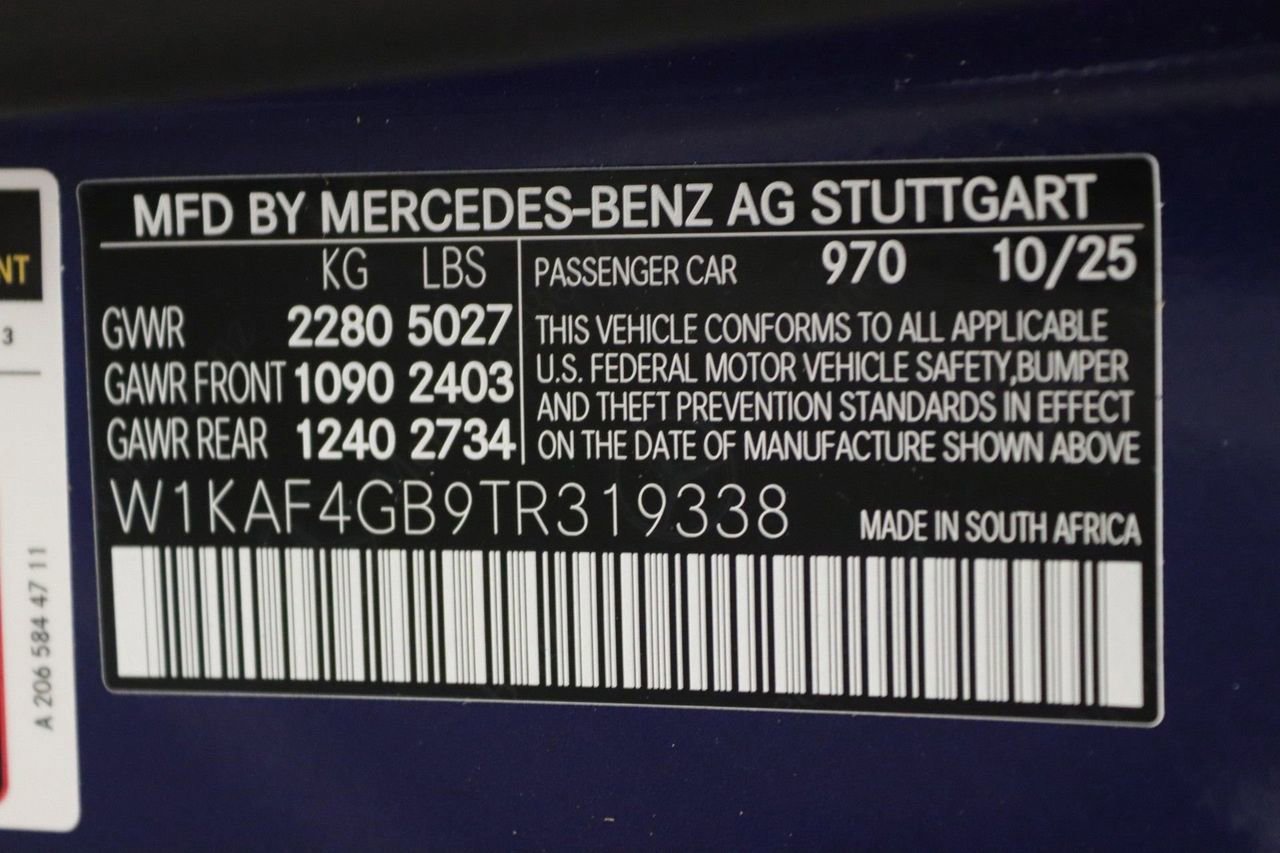 MFD BY MERCEDES-BENZ AG STUTTGART
KG LBS
GVWR 2280 5027
GAWR FRONT 1090 2403
GAWR REAR 1240 2734
PASSENGER CAR 970 10/25
THIS VEHICLE CONFORMS TO ALL APPLICABLE
U.S. FEDERAL MOTOR VEHICLE SAFETY,BUMPER
AND THEFT PREVENTION STANDARDS IN EFFECT
ON THE DATE OF MANUFACTURE SHOWN ABOVE
W1KAF4GB9TR319338
MADE IN SOUTH AFRICA
NT
3
A 206 584 47 11